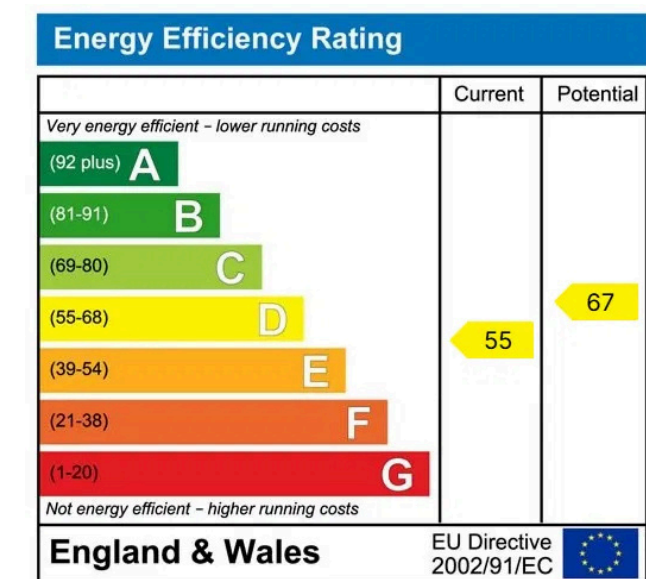 Energy Efficiency Rating
Current Potential
Very energy efficient – lower running costs
(92 plus) A
(81-91) B
(69-80) C
(55-68) D
67
55
(39-54) E
(21-38) F
(1-20) G
Not energy efficient – higher running costs
England & Wales
EU Directive
2002/91/EC